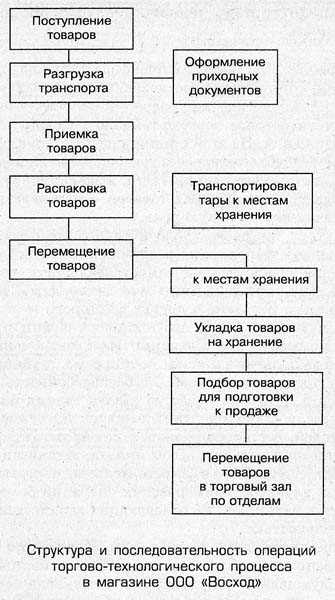 Поступление
товаров
Разгрузка
транспорта
Оформление
приходных
документов
Приемка
товаров
Распаковка
товаров
Транспортировка
тары к местам
хранения
Перемещение
товаров
к местам хранения
Укладка товаров
на хранение
Подбор товаров
для подготовки
к продаже
Перемещение
товаров
в торговый зал
по отделам
Структура и последовательность операций
торгово-технологического процесса
в магазине ООО «Восход»